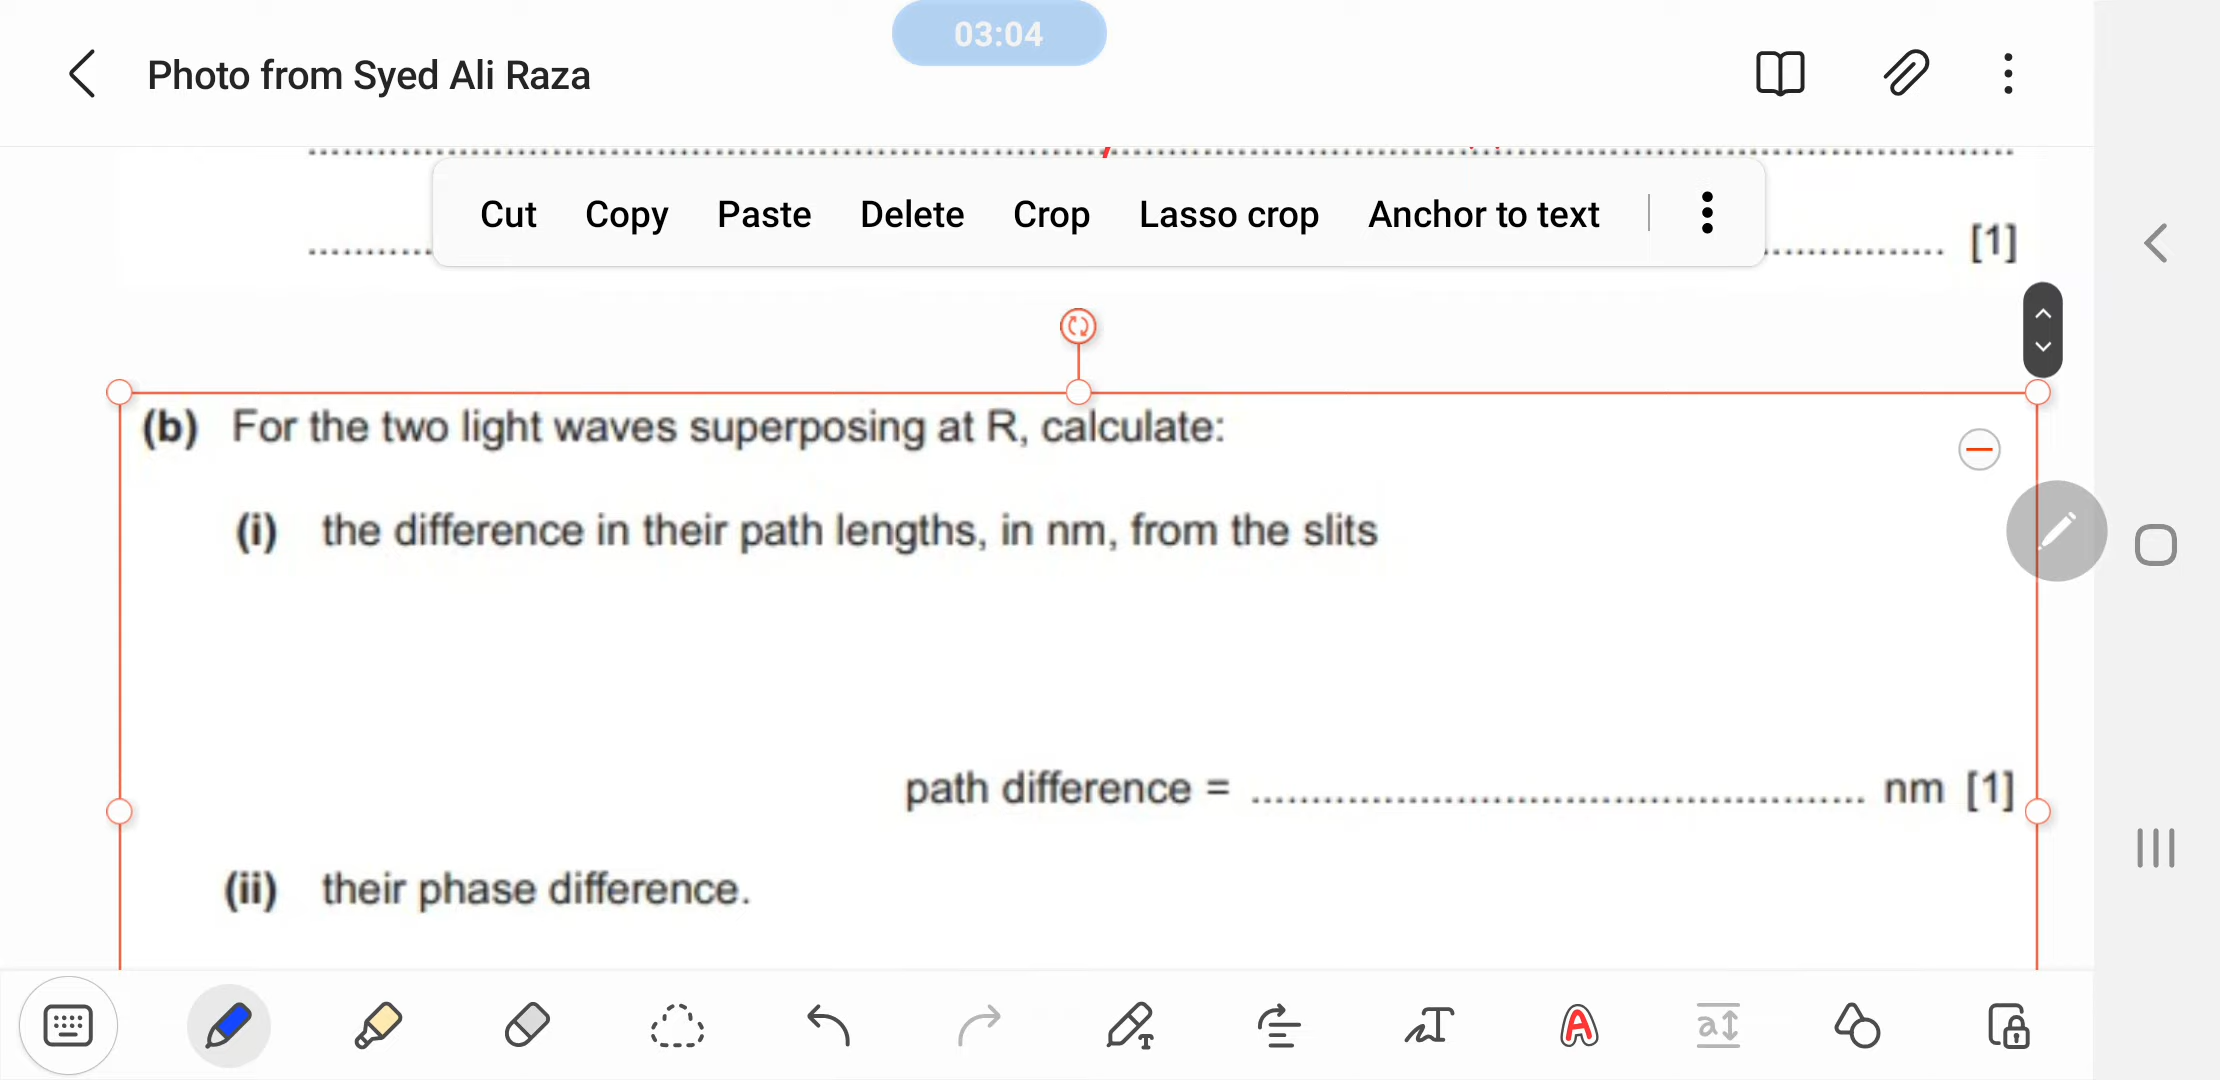 03:04
Photo from Syed Ali Raza
Cut Copy Paste Delete Crop Lasso crop Anchor to text
[1]
(b) For the two light waves superposing at R, calculate:
(i) the difference in their path lengths, in nm, from the slits
path difference = .................................................. nm [1]
(ii) their phase difference.